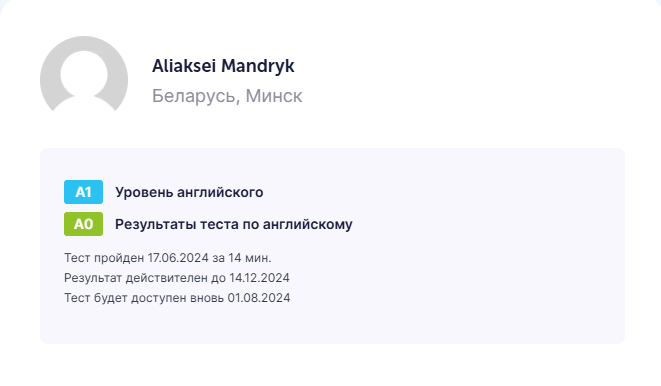 Aliaksei Mandryk
Беларусь, Минск
A1 Уровень английского
A0 Результаты теста по английскому
Тест пройден 17.06.2024 за 14 мин.
Результат действителен до 14.12.2024
Тест будет доступен вновь 01.08.2024